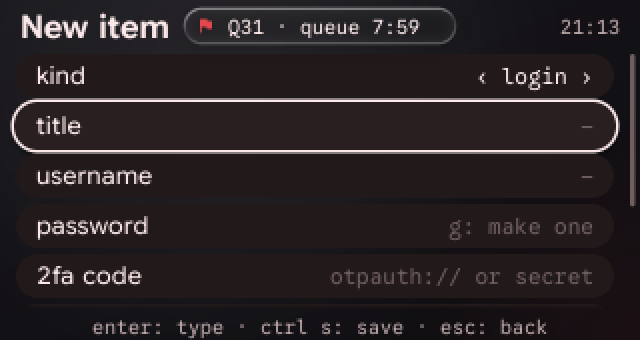 New item Q31 · queue 7:59 21:13
kind ‹ login ›
title –
username –
password g: make one
2fa code otpauth:// or secret
enter: type · ctrl s: save · esc: back